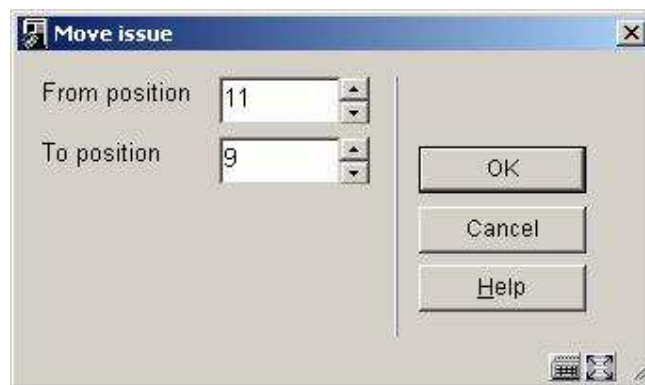 Move issue
From position 11
To position 9
OK
Cancel
Help